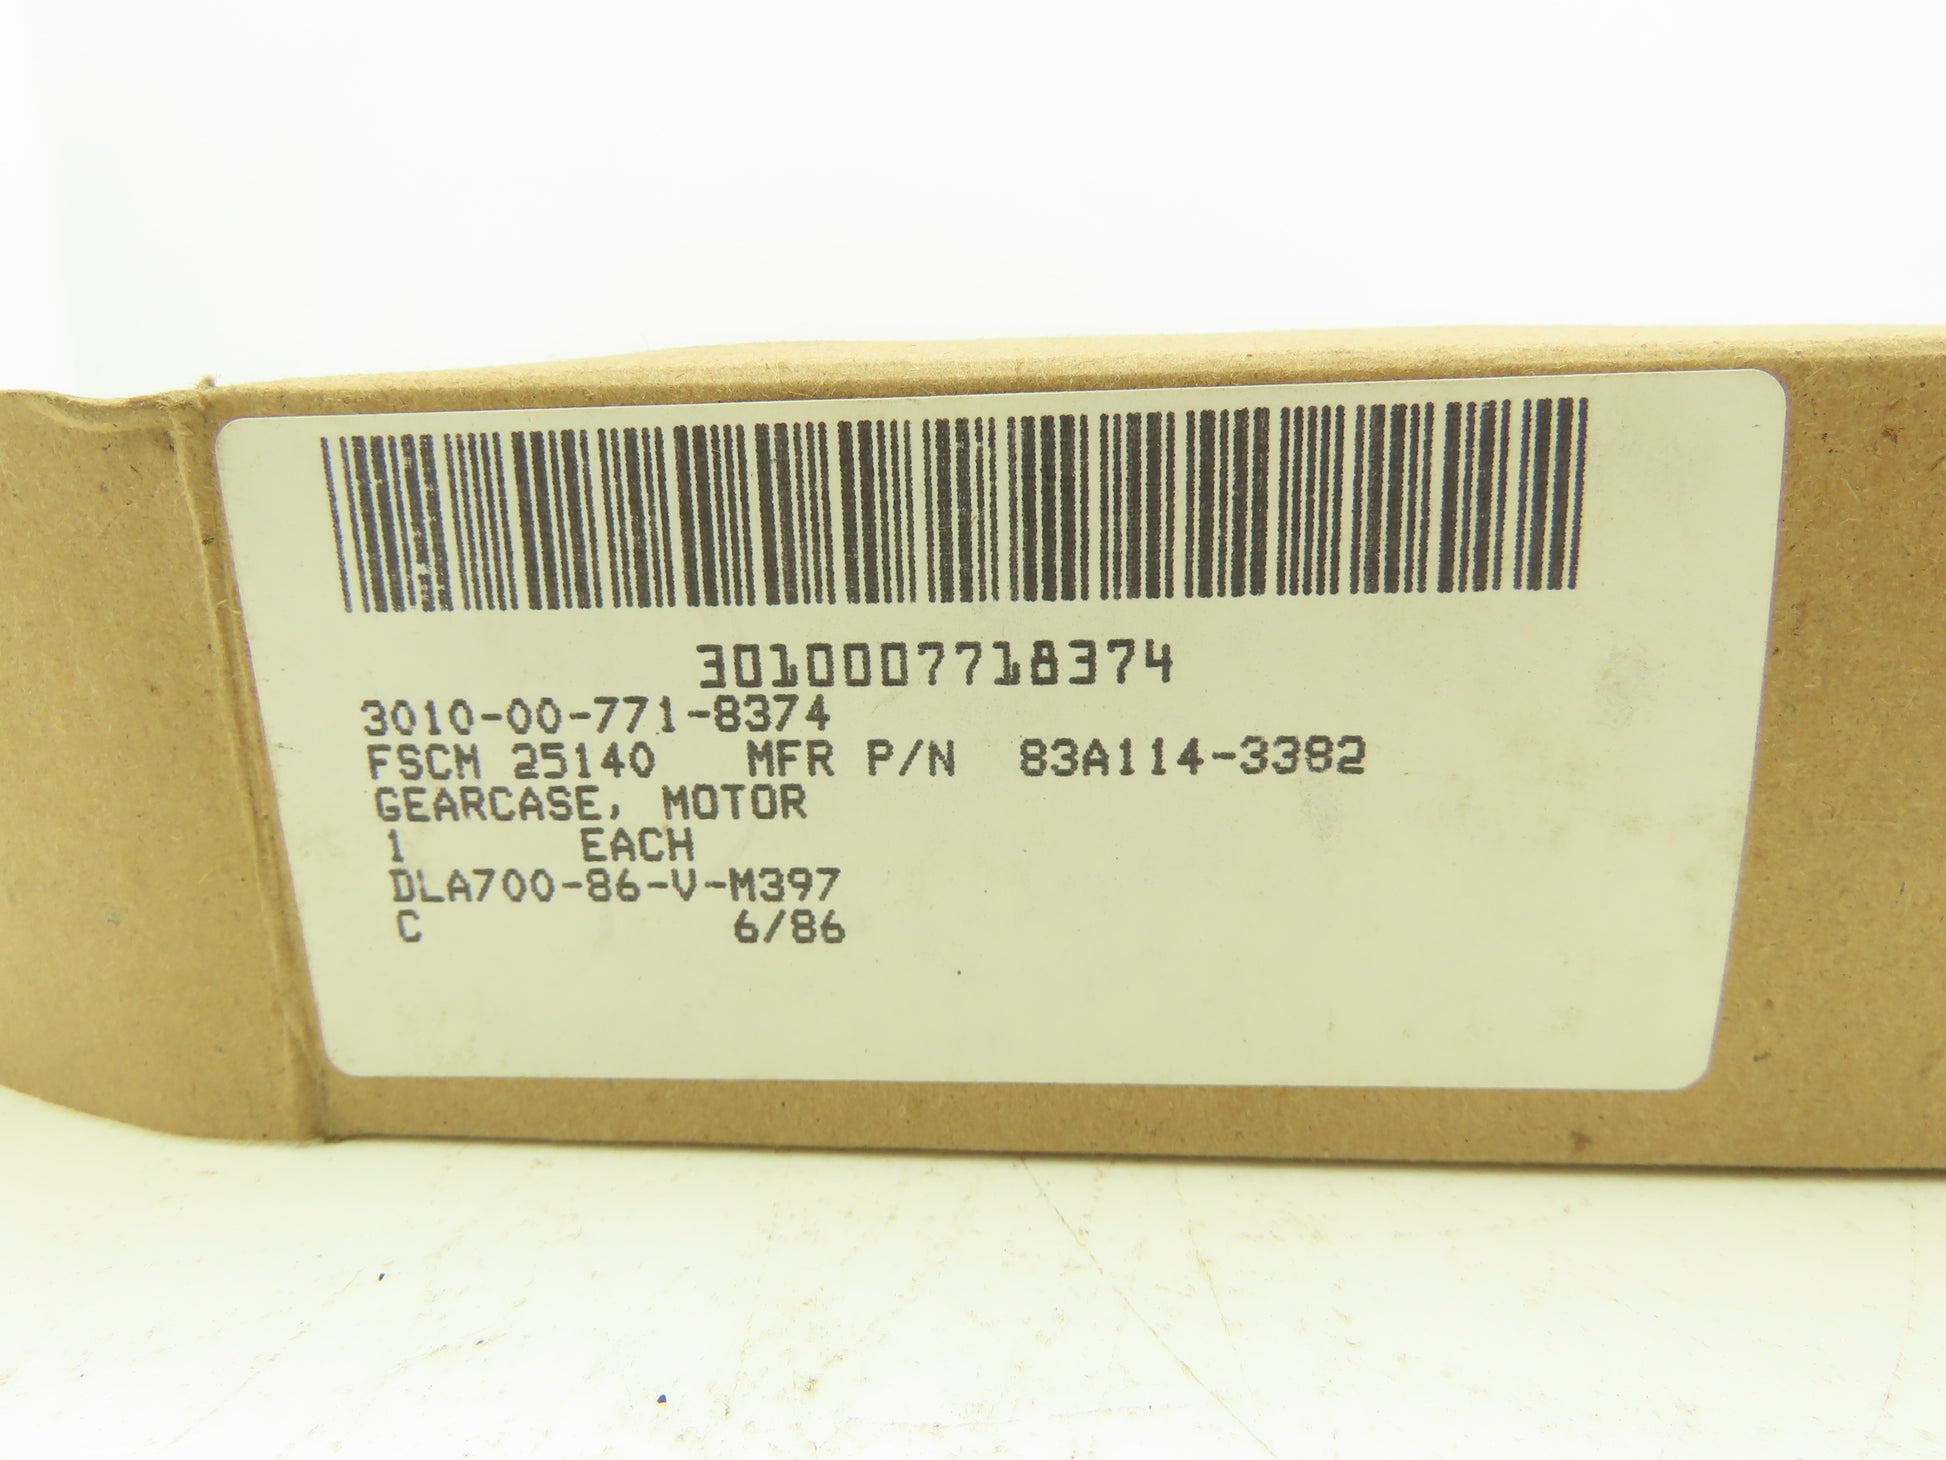 3010007718374
3010-00-771-8374
FSCM 25140 MFR P/N 83A114-3382
GEARCASE, MOTOR
1 EACH
DLA700-86-V-M397
C 6/86